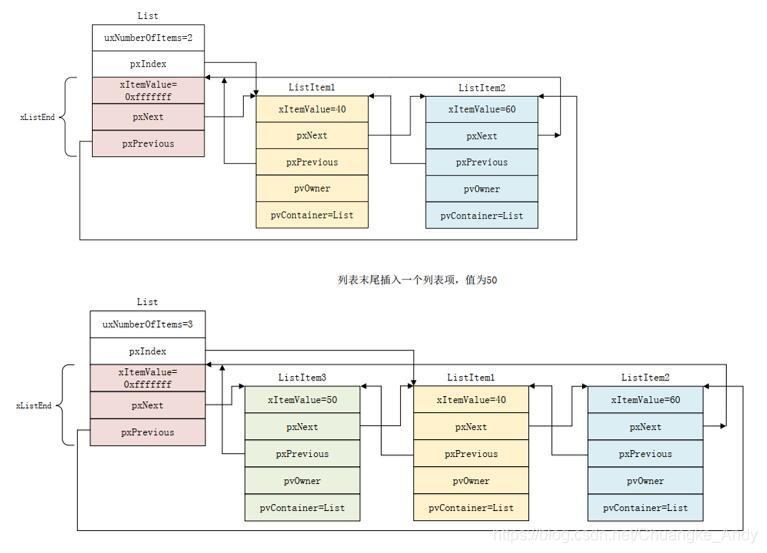 List
uxNumberOfItems=2
pxIndex
xItemValue=
0xfffffff
pxNext
pxPrevious
xListEnd
ListItem1
xItemValue=40
pxNext
pxPrevious
pvOwner
pvContainer=List
ListItem2
xItemValue=60
pxNext
pxPrevious
pvOwner
pvContainer=List
列表末尾插入一个列表项，值为50
List
uxNumberOfItems=3
pxIndex
xItemValue=
0xfffffff
pxNext
pxPrevious
xListEnd
ListItem3
xItemValue=50
pxNext
pxPrevious
pvOwner
pvContainer=List
ListItem1
xItemValue=40
pxNext
pxPrevious
pvOwner
pvContainer=List
ListItem2
xItemValue=60
pxNext
pxPrevious
pvOwner
pvContainer=List
https://blog.csdn.net/Chuangke_Andy